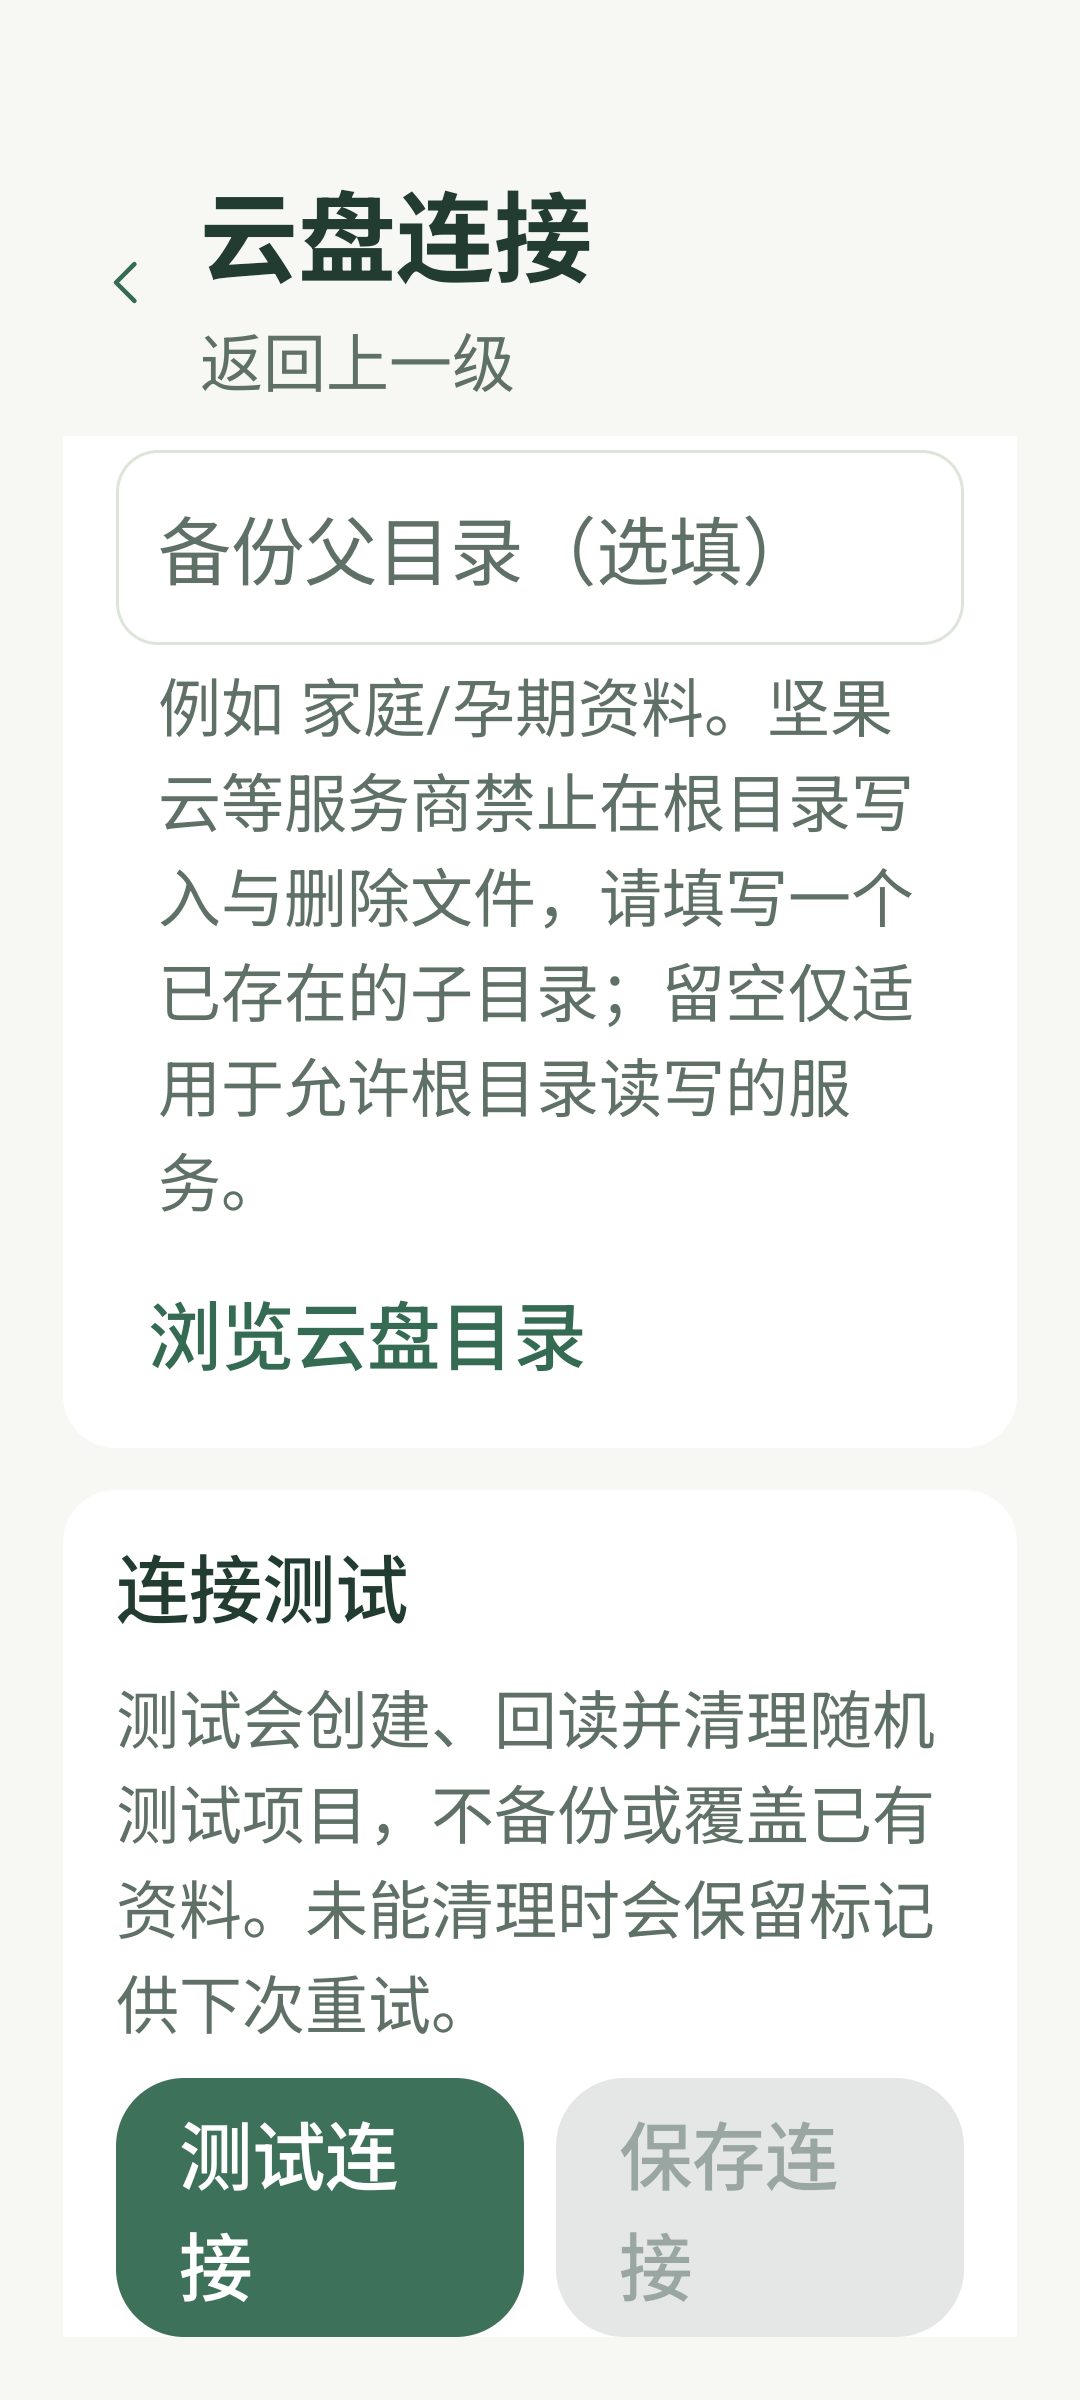 云盘连接
返回上一级
备份父目录（选填）
例如 家庭/孕期资料。坚果
云等服务商禁止在根目录写
入与删除文件，请填写一个
已存在的子目录；留空仅适
用于允许根目录读写的服
务。
浏览云盘目录
连接测试
测试会创建、回读并清理随机
测试项目，不备份或覆盖已有
资料。未能清理时会保留标记
供下次重试。
测试连
接
保存连
接